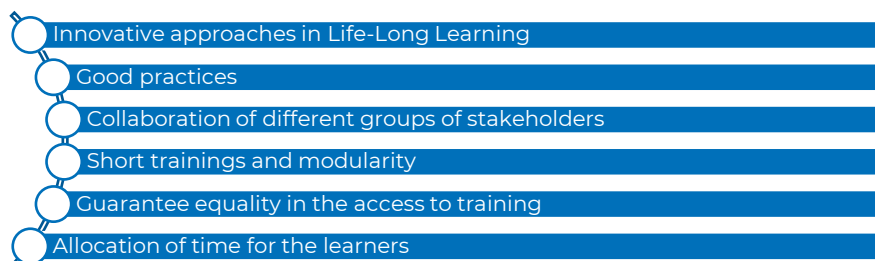 Innovative approaches in Life-Long Learning
Good practices
Collaboration of different groups of stakeholders
Short trainings and modularity
Guarantee equality in the access to training
Allocation of time for the learners